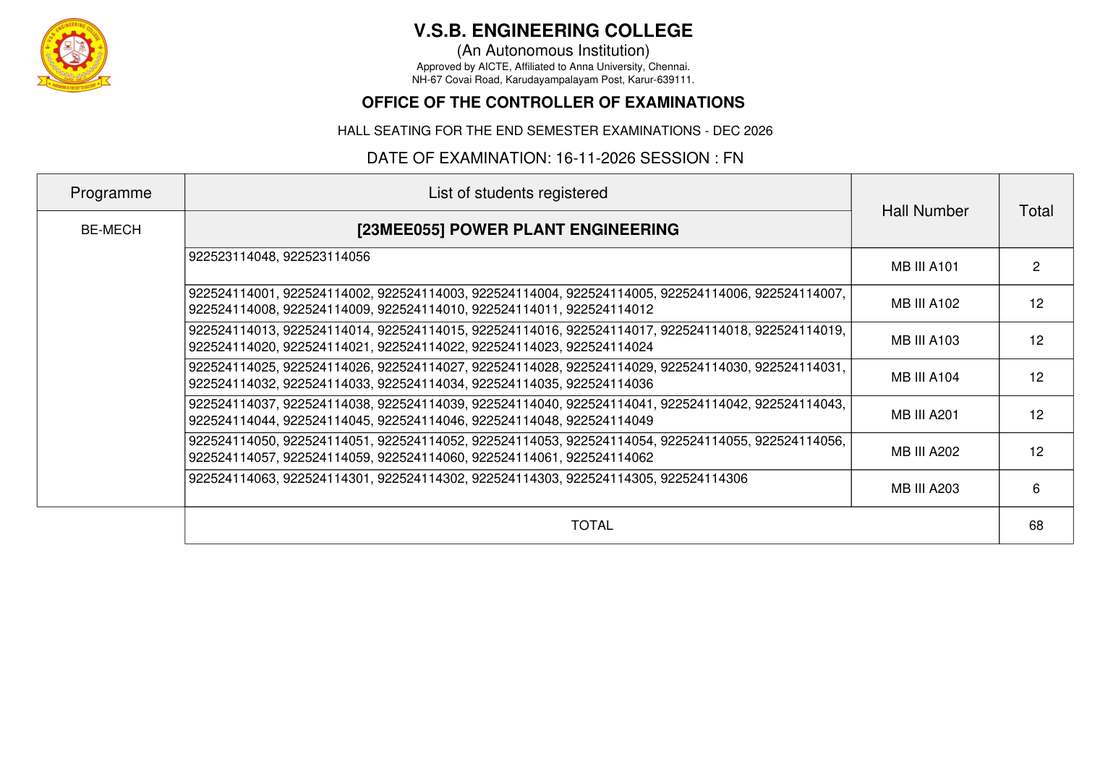 V.S.B. ENGINEERING COLLEGE
(An Autonomous Institution)
Approved by AICTE, Affiliated to Anna University, Chennai.
NH-67 Covai Road, Karudayampalayam Post, Karur-639111.
OFFICE OF THE CONTROLLER OF EXAMINATIONS
HALL SEATING FOR THE END SEMESTER EXAMINATIONS - DEC 2026
DATE OF EXAMINATION: 16-11-2026 SESSION : FN
Programme List of students registered Hall Number Total
BE-MECH [23MEE055] POWER PLANT ENGINEERING
922523114048, 922523114056 MB III A101 2
922524114001, 922524114002, 922524114003, 922524114004, 922524114005, 922524114006, 922524114007,
922524114008, 922524114009, 922524114010, 922524114011, 922524114012 MB III A102 12
922524114013, 922524114014, 922524114015, 922524114016, 922524114017, 922524114018, 922524114019,
922524114020, 922524114021, 922524114022, 922524114023, 922524114024 MB III A103 12
922524114025, 922524114026, 922524114027, 922524114028, 922524114029, 922524114030, 922524114031,
922524114032, 922524114033, 922524114034, 922524114035, 922524114036 MB III A104 12
922524114037, 922524114038, 922524114039, 922524114040, 922524114041, 922524114042, 922524114043,
922524114044, 922524114045, 922524114046, 922524114048, 922524114049 MB III A201 12
922524114050, 922524114051, 922524114052, 922524114053, 922524114054, 922524114055, 922524114056,
922524114057, 922524114059, 922524114060, 922524114061, 922524114062 MB III A202 12
922524114063, 922524114301, 922524114302, 922524114303, 922524114305, 922524114306 MB III A203 6
TOTAL 68